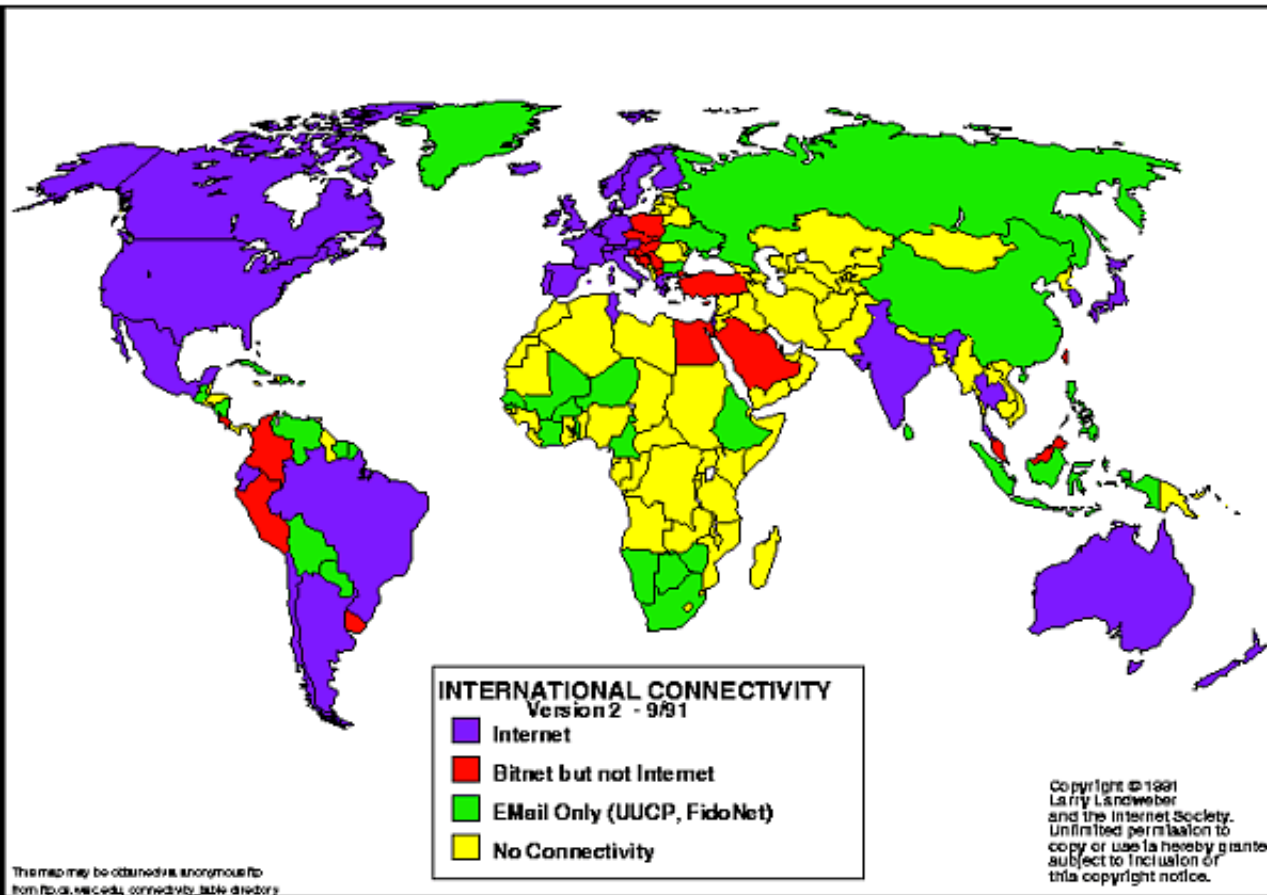 INTERNATIONAL CONNECTIVITY
Version 2 - 9/91
Internet
Bitnet but not Internet
EMail Only (UUCP, FidoNet)
No Connectivity
Copyright © 1991
Larry Landweber
and the Internet Society.
Unlimited permission to
copy or use is hereby grante
subject to inclusion of
this copyright notice.
This map may be obtained via anonymous ftp
from ftp.cs.wisc.edu, connectivity_table directory